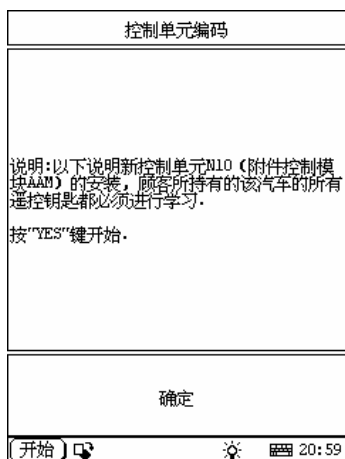 控制单元编码
说明:以下说明新控制单元N10（附件控制模
块AAM）的安装，顾客所持有的该汽车的所有
遥控钥匙都必须进行学习.
按"YES"键开始.
确定
开始 20:59